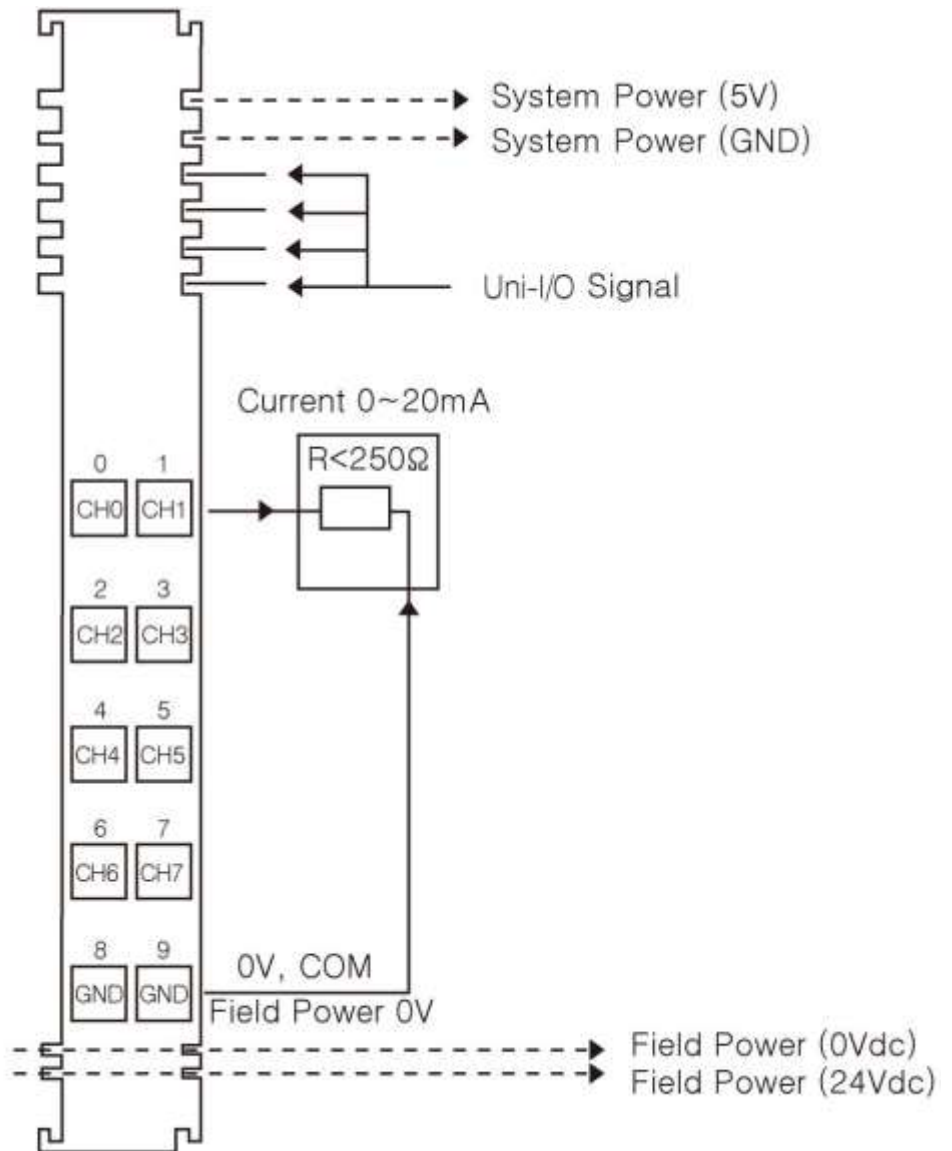 System Power (5V)
System Power (GND)
Uni-I/O Signal
Current 0~20mA
R<250Ω
0 1
CH0 CH1
2 3
CH2 CH3
4 5
CH4 CH5
6 7
CH6 CH7
8 9
GND GND
0V, COM
Field Power 0V
Field Power (0Vdc)
Field Power (24Vdc)